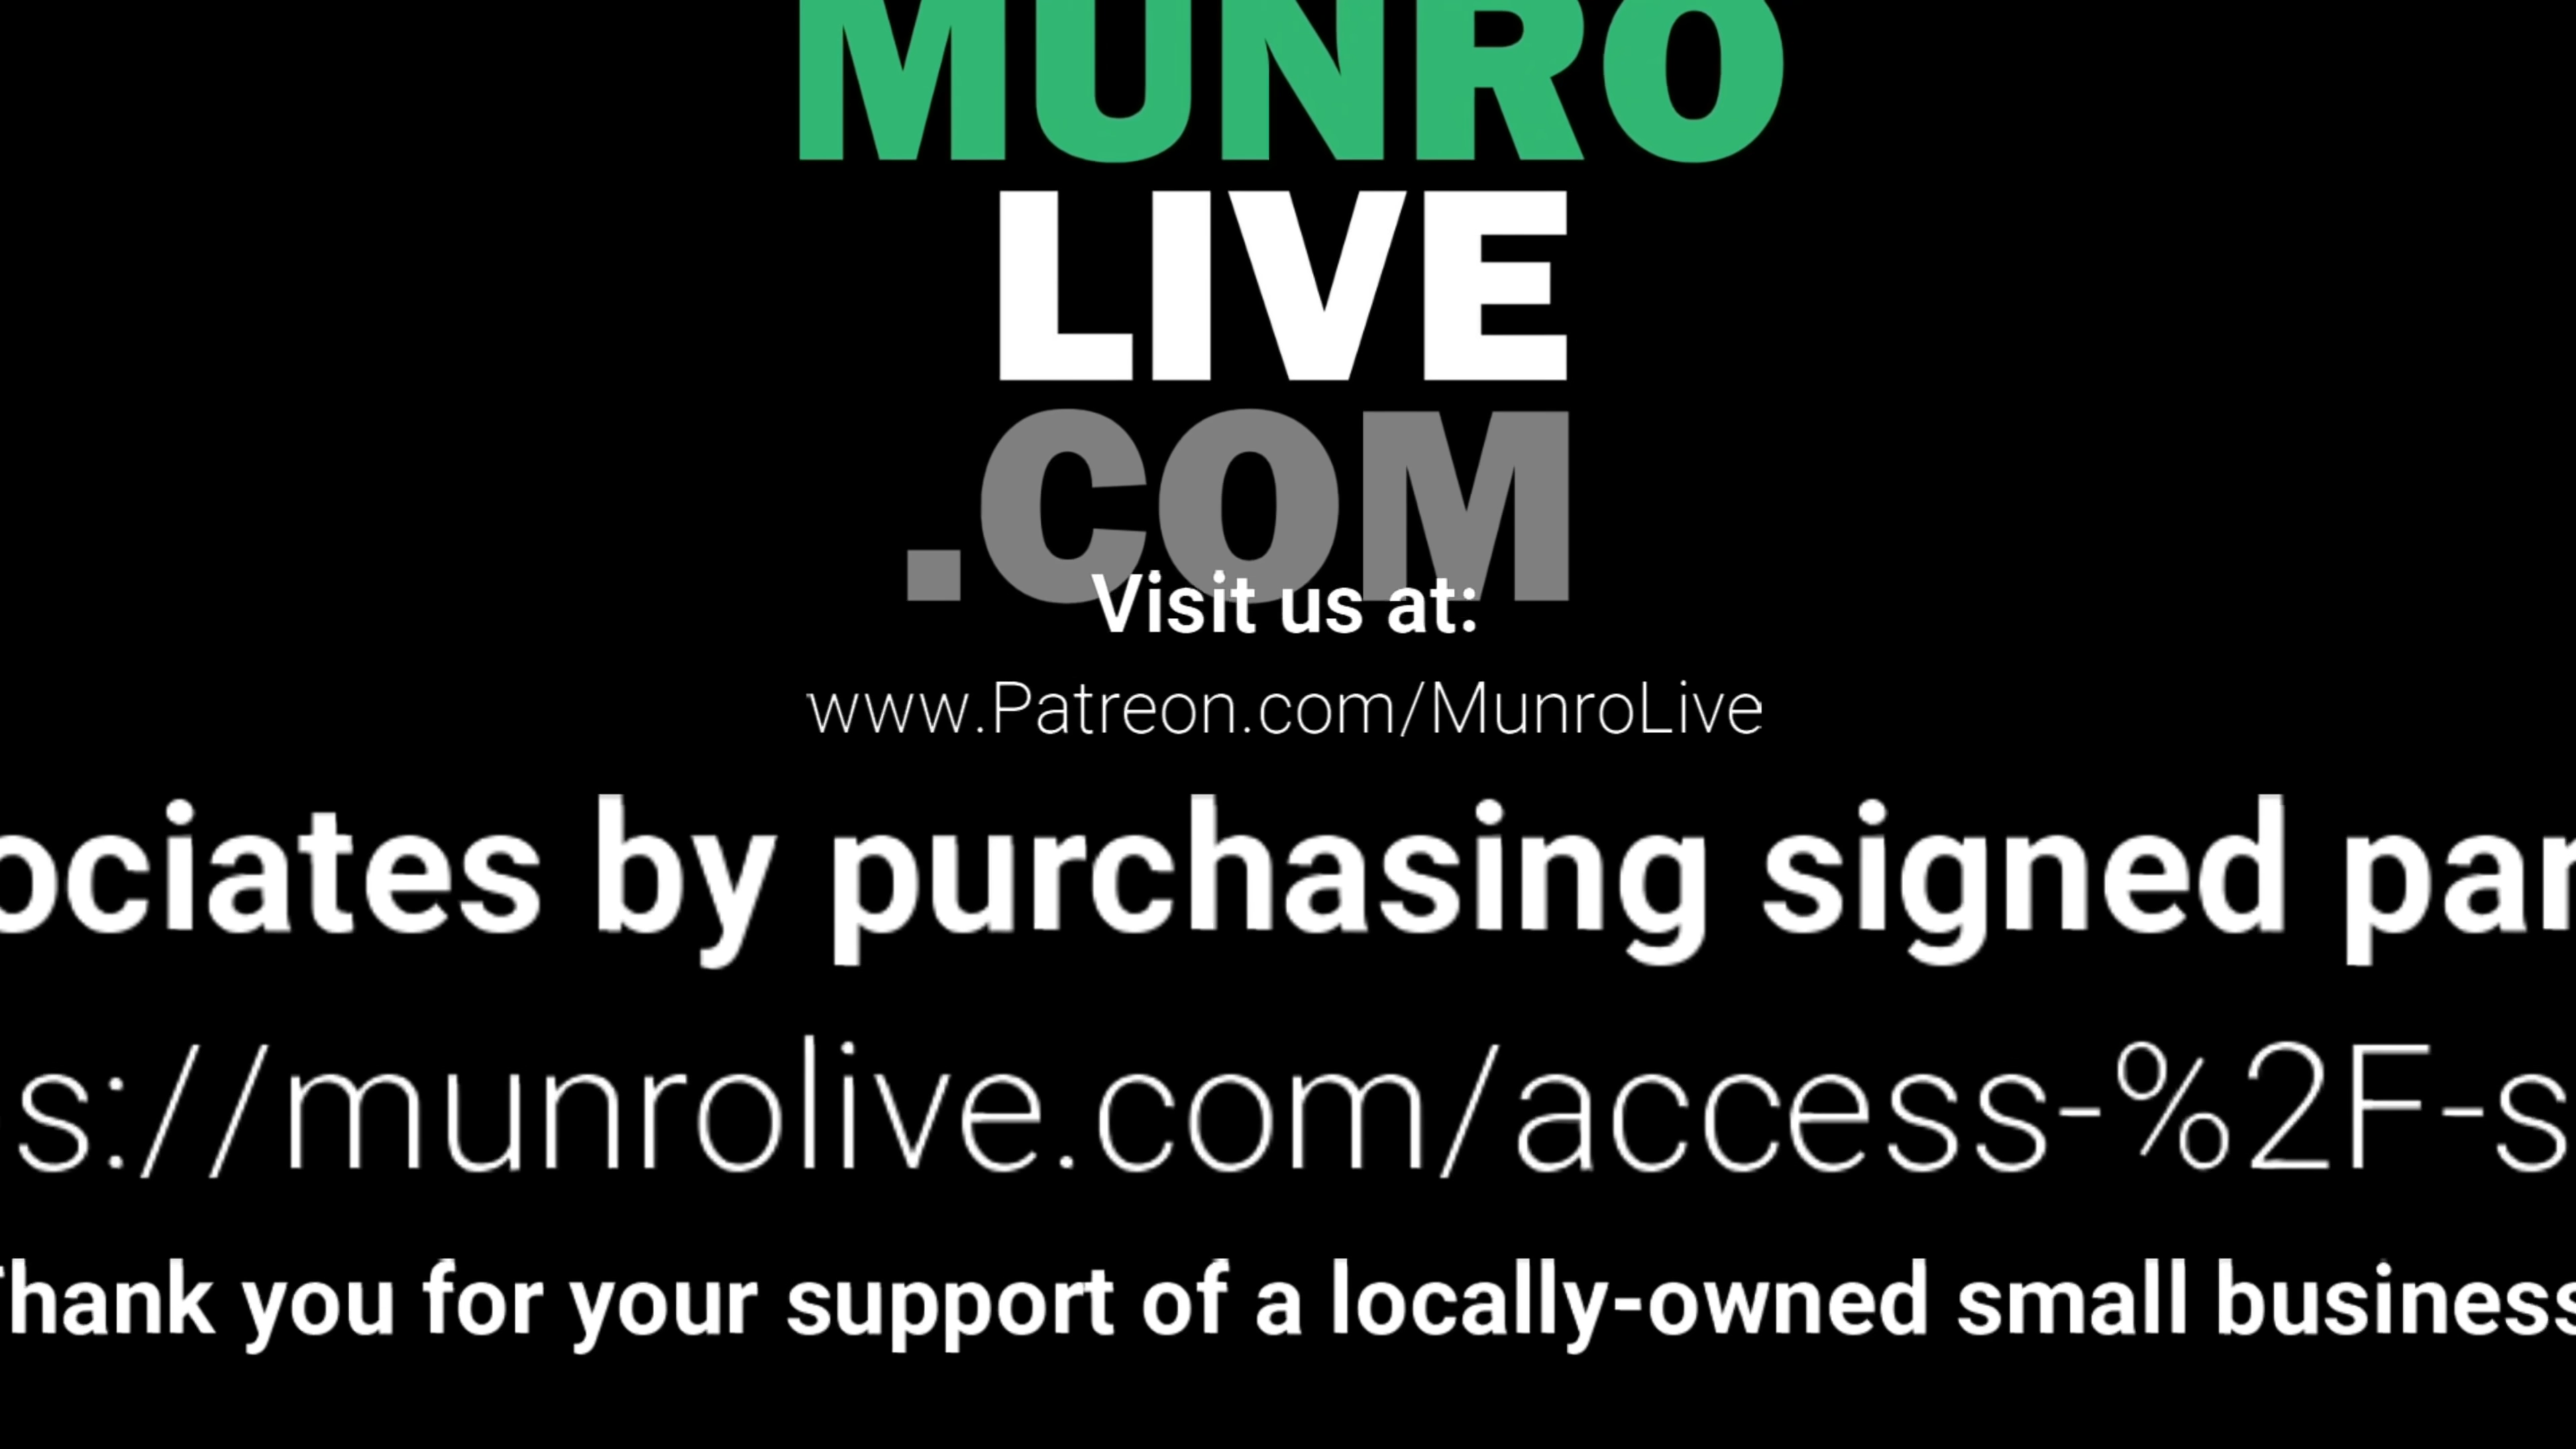 MUNRO
LIVE
.COM
Visit us at:
www.Patreon.com/MunroLive
ociates by purchasing signed par
s://munrolive.com/access-%2F-s
Thank you for your support of a locally-owned small business